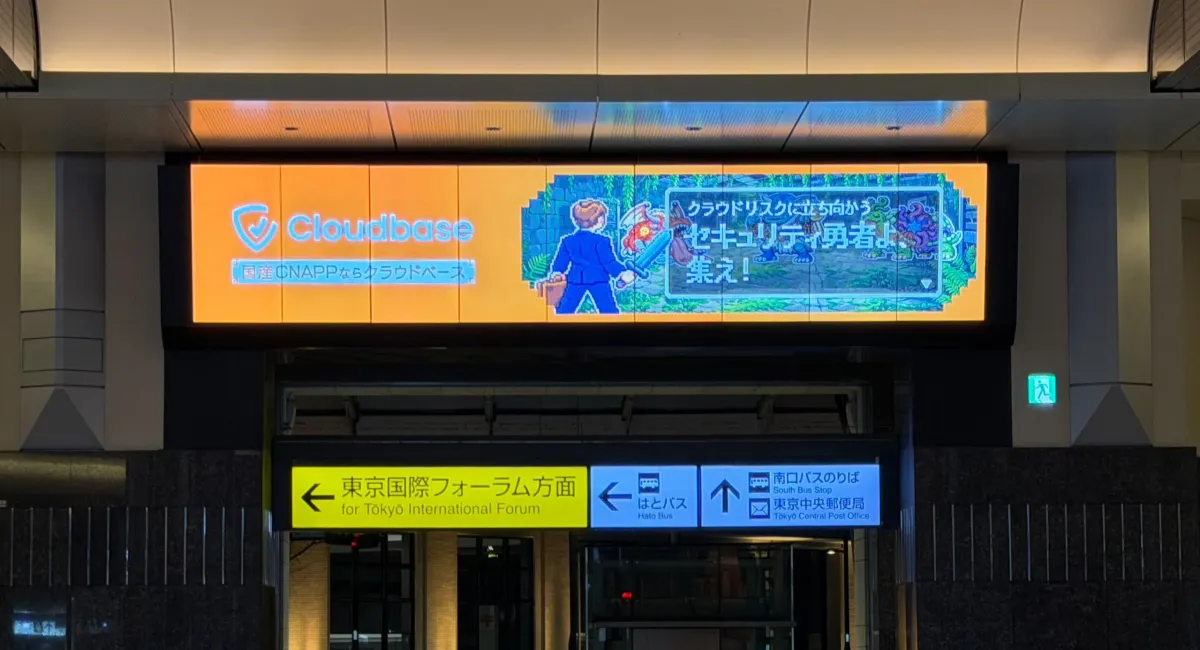 Cloudbase
国産CNAPPならクラウドベース
クラウドリスクに立ち向かう
セキュリティ勇者よ、
集え!
東京国際フォーラム方面
for Tōkyō International Forum
はとバス
Hato Bus
南口バスのりば
South Bus Stop
東京中央郵便局
Tōkyō Central Post Office